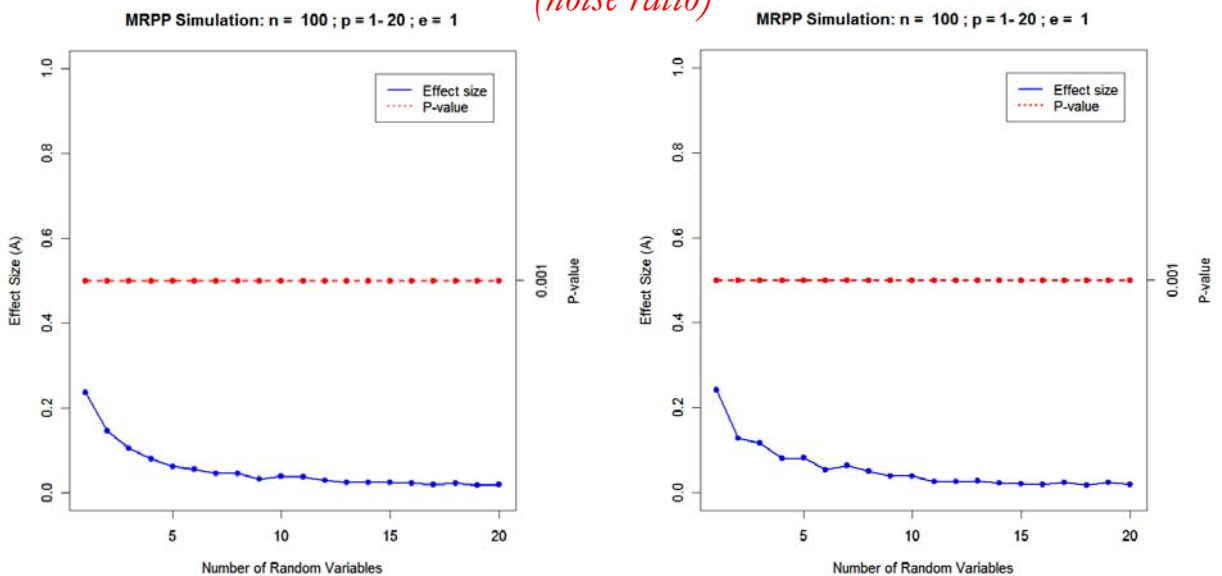 (noise ratio)
MRPP Simulation: n = 100 ; p = 1- 20 ; e = 1
Effect size
P-value
1.0
0.8
0.6
0.4
0.2
0.0
Effect Size (A)
0.001
P-value
5
10
15
20
Number of Random Variables
MRPP Simulation: n = 100 ; p = 1- 20 ; e = 1
Effect size
P-value
1.0
0.8
0.6
0.4
0.2
0.0
Effect Size (A)
0.001
P-value
5
10
15
20
Number of Random Variables